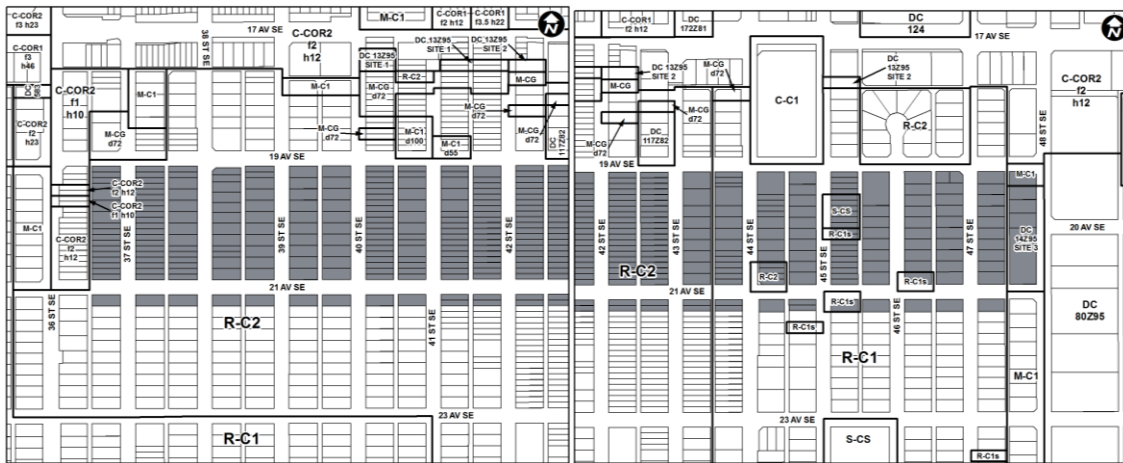 C-COR2
f3 h23
C-COR1
f3
h46
C-COR2
f2
h23
M-C1
38 ST SE
17 AV SE
C-COR2
f2
h12
M-C1
C-COR1
f2 h12
C-COR1
f3.5 h22
N
DC 13Z95
SITE 1
DC 13Z95
SITE 2
DC 13Z95
SITE 1
R-C2
M-CG
M-C1
C-COR2
f1
h10
M-C1
M-CG
d72
M-CG
d72
M-C1
d100
M-C1
d55
M-CG
d72
M-CG
d72
DC
117Z82
19 AV SE
C-COR2
f2 h12
C-COR2
f1 h10
C-COR2
f2
h12
37 ST SE
39 ST SE
40 ST SE
42 ST SE
21 AV SE
36 ST SE
R-C2
41 ST SE
23 AV SE
R-C1
C-COR1
f2 h12
DC
172Z81
DC
124
17 AV SE
N
DC 13Z95
SITE 2
M-CG
d72
M-CG
M-CG
d72
DC
117Z82
M-CG
d72
19 AV SE
C-C1
DC
13Z95
SITE 2
R-C2
C-COR2
f2
h12
48 ST SE
M-C1
DC
14Z95
SITE 3
20 AV SE
42 ST SE
43 ST SE
44 ST SE
S-CS
R-C1s
45 ST SE
47 ST SE
R-C2
R-C2
R-C1s
21 AV SE
R-C1s
R-C1s
46 ST SE
R-C1
DC
80Z95
M-C1
23 AV SE
S-CS
R-C1s